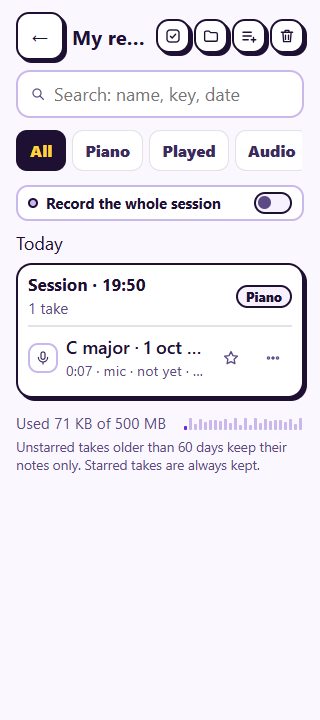 ← My re...
Search: name, key, date
All Piano Played Audio
Record the whole session
Today
Session · 19:50
1 take
Piano
C major · 1 oct ...
0:07 · mic · not yet · ...
Used 71 KB of 500 MB
Unstarred takes older than 60 days keep their
notes only. Starred takes are always kept.